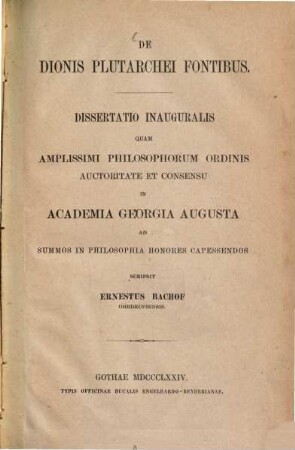 DE
DIONIS PLUTARCHEI FONTIBUS.
DISSERTATIO INAUGURALIS
QUAM
AMPLISSIMI PHILOSOPHORUM ORDINIS
AUCTORITATE ET CONSENSU
IN
ACADEMIA GEORGIA AUGUSTA
AD
SUMMOS IN PHILOSOPHIA HONORES CAPESSENDOS
SCRIPSIT
ERNESTUS BACHOF
OHRDRUVIENSIS.
GOTHAE MDCCCLXXIV.
TYPIS OFFICINAE DUCALIS ENGELHARDO-REYHERIANAE.